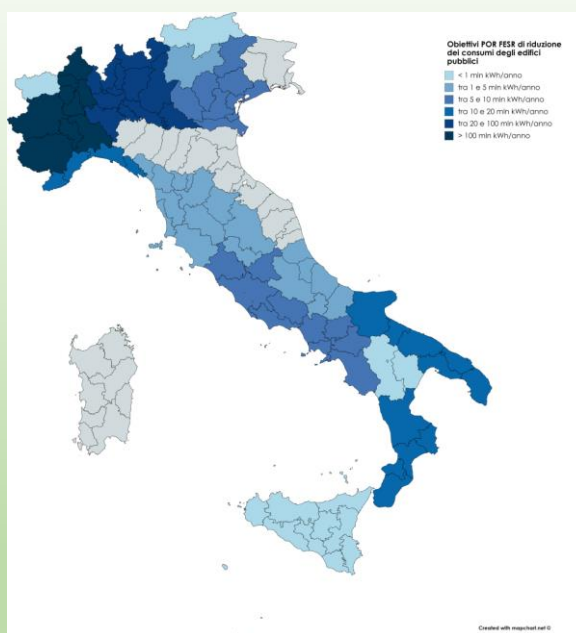 Obiettivi POR FESR di riduzione
dei consumi degli edifici
pubblici
< 1 mln kWh/anno
tra 1 e 5 mln kWh/anno
tra 5 e 10 mln kWh/anno
tra 10 e 20 mln kWh/anno
tra 20 e 100 mln kWh/anno
> 100 mln kWh/anno
Created with mapchart.net ©